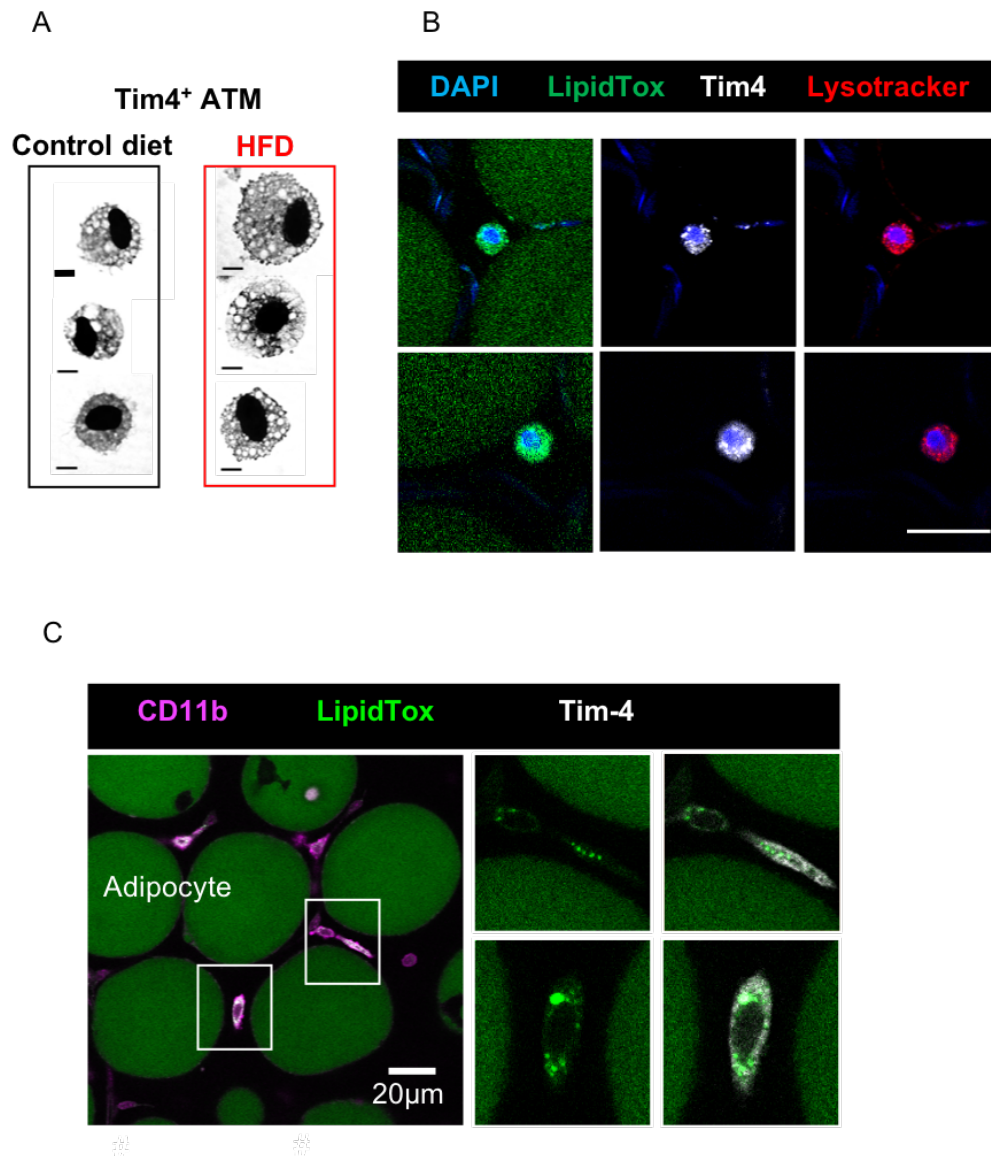 A
Tim4⁺ ATM
Control diet
HFD
B
DAPI LipidTox Tim4 Lysotracker
C
CD11b LipidTox Tim-4
Adipocyte
20µm